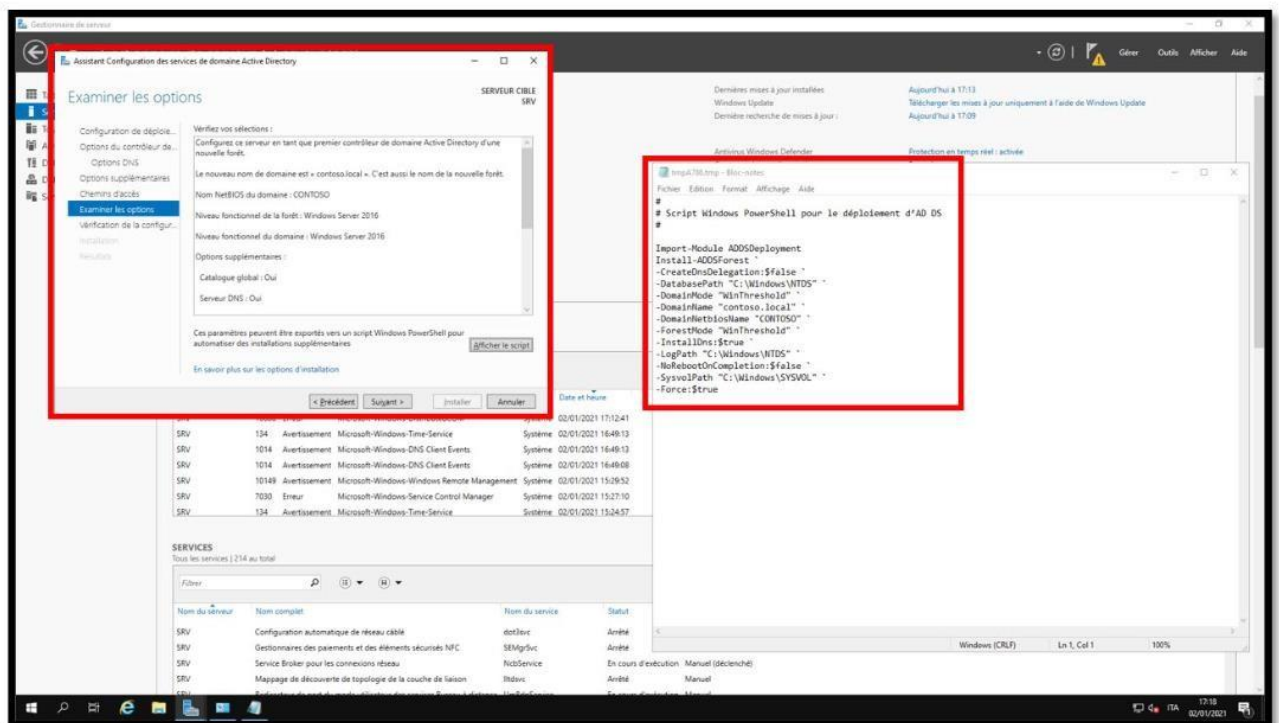 Gestionnaire de serveur
Gérer Outils Afficher Aide
Assistant Configuration des services de domaine Active Directory
Examiner les options
SERVEUR CIBLE
SRV
Configuration de déploie...
Options du contrôleur de...
Options DNS
Options supplémentaires
Chemins d'accès
Examiner les options
Vérification de la configur...
Installation
Résultats
Vérifiez vos sélections :
Configurez ce serveur en tant que premier contrôleur de domaine Active Directory d'une
nouvelle forêt.
Le nouveau nom de domaine est « contoso.local ». C'est aussi le nom de la nouvelle forêt.
Nom NetBIOS du domaine : CONTOSO
Niveau fonctionnel de la forêt : Windows Server 2016
Niveau fonctionnel du domaine : Windows Server 2016
Options supplémentaires :
Catalogue global : Oui
Serveur DNS : Oui
Ces paramètres peuvent être exportés vers un script Windows PowerShell pour
automatiser des installations supplémentaires
Afficher le script
En savoir plus sur les options d'installation
< Précédent Suivant > Installer Annuler
Dernières mises à jour installées Aujourd'hui à 17:13
Windows Update Télécharger les mises à jour uniquement à l'aide de Windows Update
Dernière recherche de mises à jour : Aujourd'hui à 17:09
Antivirus Windows Defender Protection en temps réel : activée
tmpA786.tmp - Bloc-notes
Fichier Edition Format Affichage Aide
#
# Script Windows PowerShell pour le déploiement d'AD DS
#
Import-Module ADDSDeployment
Install-ADDSForest `
-CreateDnsDelegation:$false `
-DatabasePath "C:\Windows\NTDS" `
-DomainMode "WinThreshold" `
-DomainName "contoso.local" `
-DomainNetbiosName "CONTOSO" `
-ForestMode "WinThreshold" `
-InstallDns:$true `
-LogPath "C:\Windows\NTDS" `
-NoRebootOnCompletion:$false `
-SysvolPath "C:\Windows\SYSVOL" `
-Force:$true
Windows (CRLF) Ln 1, Col 1 100%
Date et heure
Système 02/01/2021 17:12:41
SRV 134 Avertissement Microsoft-Windows-Time-Service Système 02/01/2021 16:49:13
SRV 1014 Avertissement Microsoft-Windows-DNS Client Events Système 02/01/2021 16:49:13
SRV 1014 Avertissement Microsoft-Windows-DNS Client Events Système 02/01/2021 16:49:08
SRV 10149 Avertissement Microsoft-Windows-Windows Remote Management Système 02/01/2021 15:29:52
SRV 7030 Erreur Microsoft-Windows-Service Control Manager Système 02/01/2021 15:27:10
SRV 134 Avertissement Microsoft-Windows-Time-Service Système 02/01/2021 15:24:57
SERVICES
Tous les services | 214 au total
Filtrer
Nom du serveur Nom complet Nom du service Statut
SRV Configuration automatique de réseau câblé dot3svc Arrêté
SRV Gestionnaires des paiements et des éléments sécurisés NFC SEMgrSvc Arrêté
SRV Service Broker pour les connexions réseau NcbService En cours d'exécution Manuel (déclenché)
SRV Mappage de découverte de topologie de la couche de liaison lltdsvc Arrêté Manuel
ITA 17:18
02/01/2021